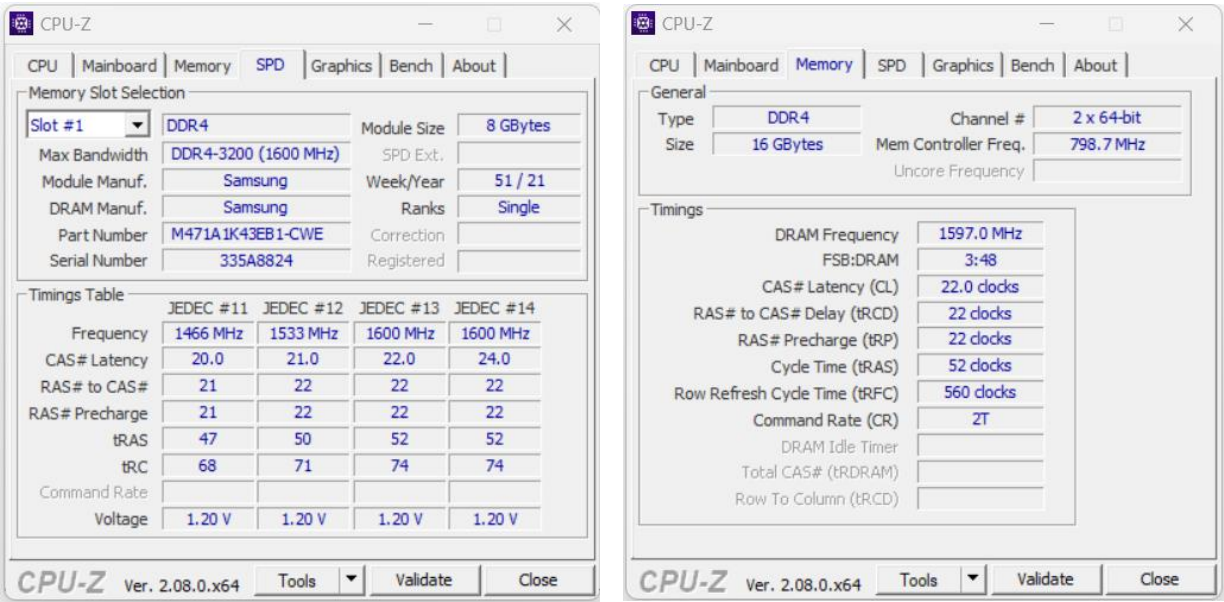 CPU-Z
CPU Mainboard Memory SPD Graphics Bench About
Memory Slot Selection
Slot #1 DDR4 Module Size 8 GBytes
Max Bandwidth DDR4-3200 (1600 MHz) SPD Ext.
Module Manuf. Samsung Week/Year 51 / 21
DRAM Manuf. Samsung Ranks Single
Part Number M471A1K43EB1-CWE Correction
Serial Number 335A8824 Registered
Timings Table
JEDEC #11 JEDEC #12 JEDEC #13 JEDEC #14
Frequency 1466 MHz 1533 MHz 1600 MHz 1600 MHz
CAS# Latency 20.0 21.0 22.0 24.0
RAS# to CAS# 21 22 22 22
RAS# Precharge 21 22 22 22
tRAS 47 50 52 52
tRC 68 71 74 74
Command Rate
Voltage 1.20 V 1.20 V 1.20 V 1.20 V
CPU-Z Ver. 2.08.0.x64 Tools Validate Close
CPU-Z
CPU Mainboard Memory SPD Graphics Bench About
General
Type DDR4 Channel # 2 x 64-bit
Size 16 GBytes Mem Controller Freq. 798.7 MHz
Uncore Frequency
Timings
DRAM Frequency 1597.0 MHz
FSB:DRAM 3:48
CAS# Latency (CL) 22.0 clocks
RAS# to CAS# Delay (tRCD) 22 clocks
RAS# Precharge (tRP) 22 clocks
Cycle Time (tRAS) 52 clocks
Row Refresh Cycle Time (tRFC) 560 clocks
Command Rate (CR) 2T
DRAM Idle Timer
Total CAS# (tRDRAM)
Row To Column (tRCD)
CPU-Z Ver. 2.08.0.x64 Tools Validate Close